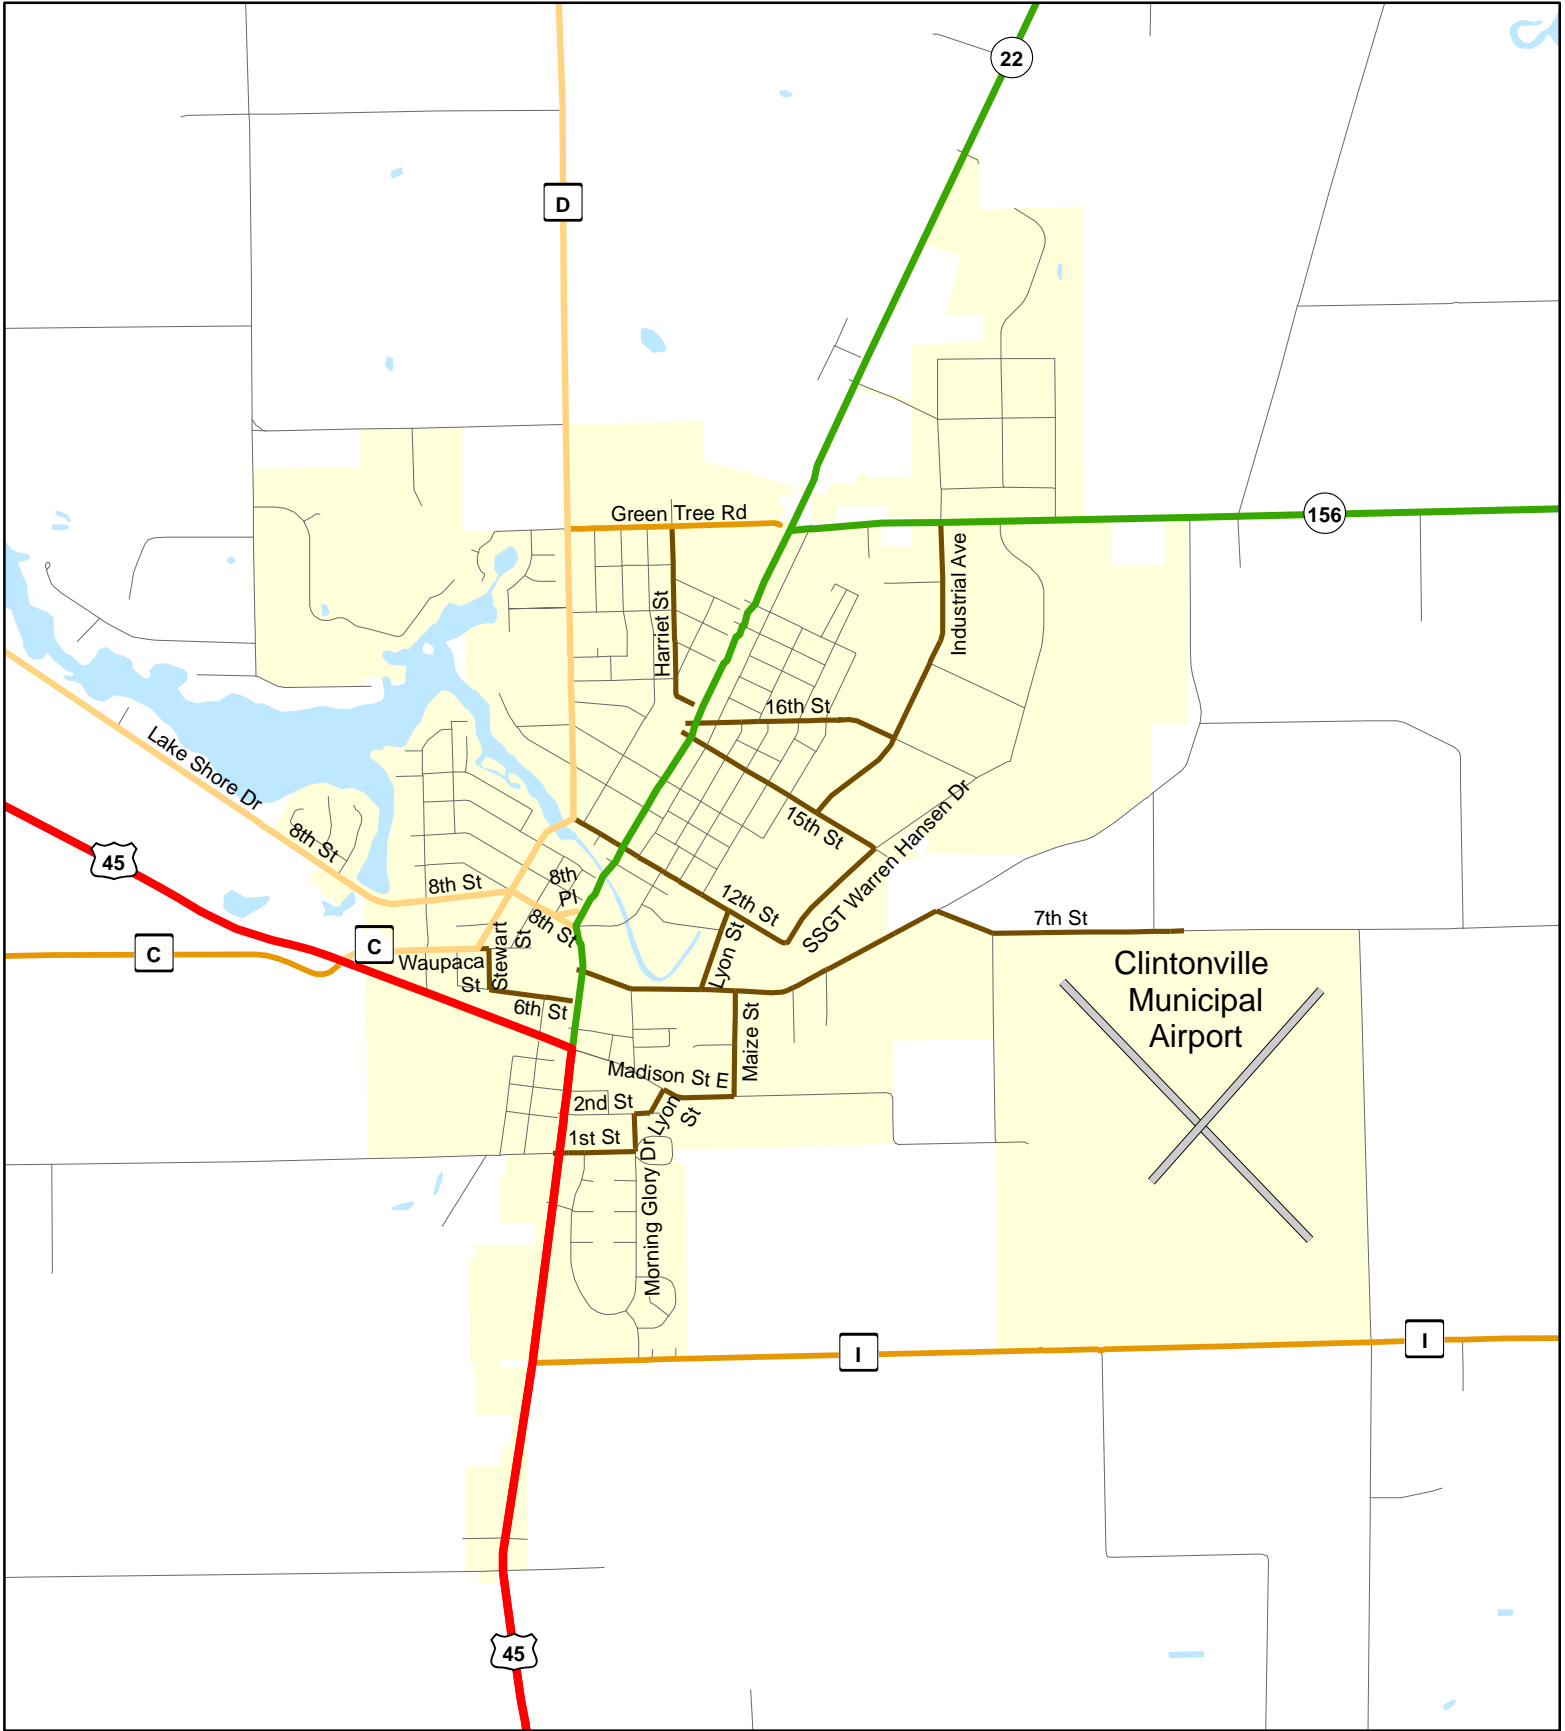 22
D
Green Tree Rd
156
Industrial Ave
Harriet St
16th St
Lake Shore Dr
15th St
SSGT Warren Hansen Dr
45
8th St
8th St
8th
Pl
12th St
8th St
7th St
C
C
Waupaca
St
Stewart
St
Lyon St
Clintonville
Municipal
Airport
6th St
Maize St
Madison St E
2nd St
Lyon
St
1st St
Morning Glory Dr
I
I
45